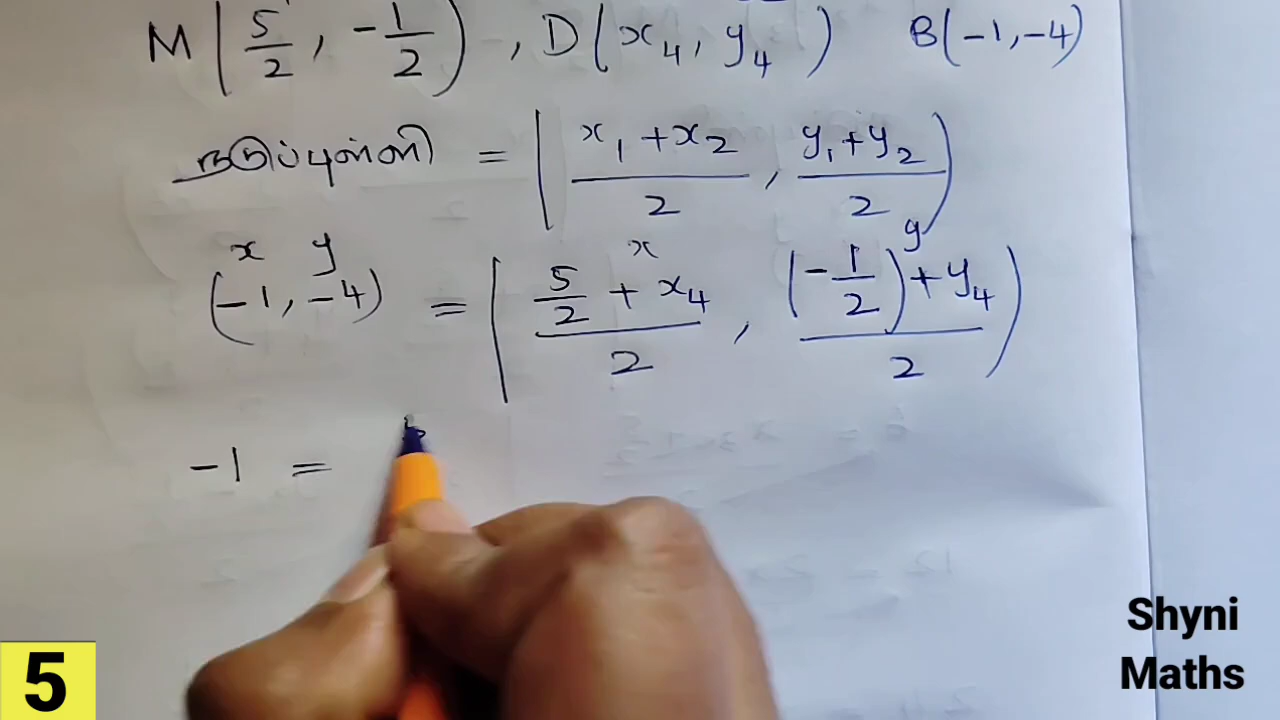 M(5/2, -1/2), D(x₄, y₄) B(-1, -4)
நடுப்புள்ளி = (x₁+x₂/2, y₁+y₂/2)
x y x y
(-1, -4) = (5/2 + x₄/2, (-1/2)+y₄/2)
-1 =
Shyni
Maths
5